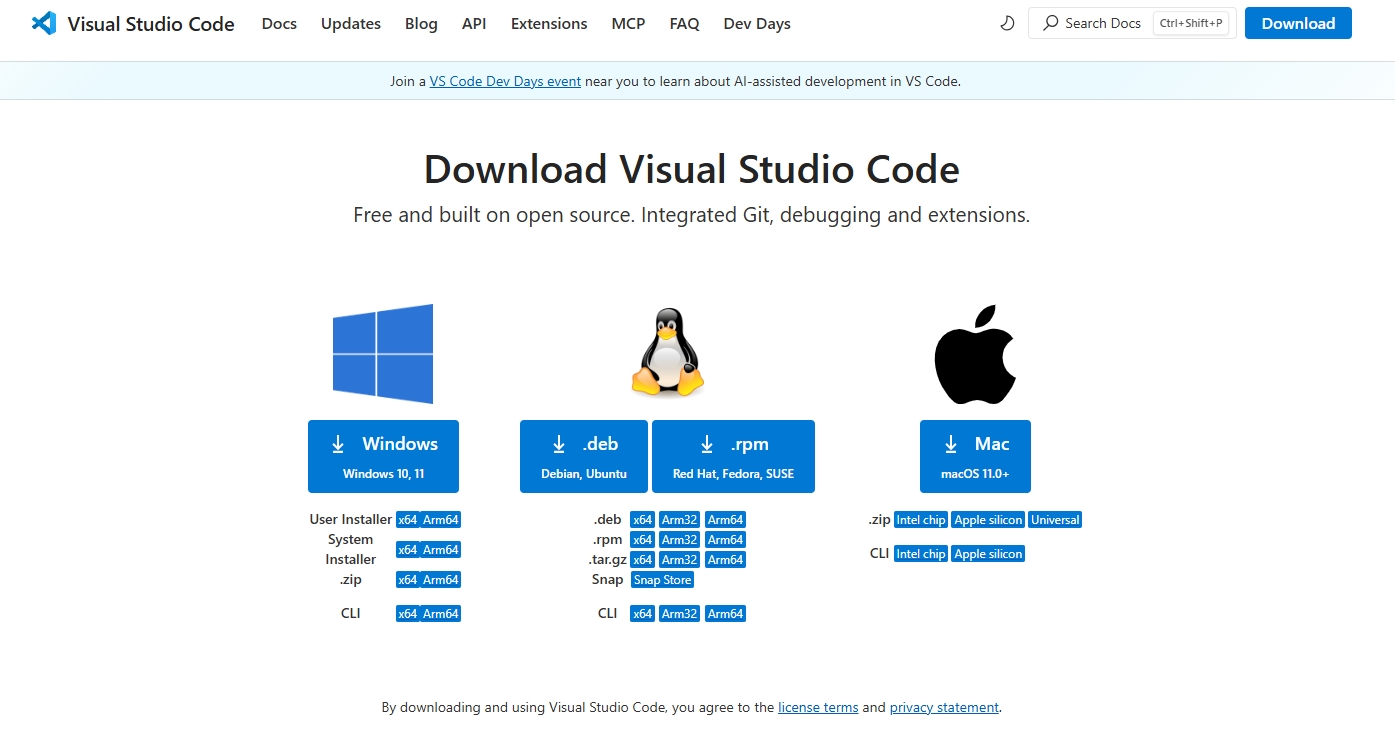 Visual Studio Code Docs Updates Blog API Extensions MCP FAQ Dev Days Search Docs Ctrl+Shift+P Download
Join a VS Code Dev Days event near you to learn about AI-assisted development in VS Code.
Download Visual Studio Code
Free and built on open source. Integrated Git, debugging and extensions.
Windows
Windows 10, 11
User Installer x64 Arm64
System
Installer x64 Arm64
.zip x64 Arm64
CLI x64 Arm64
.deb
Debian, Ubuntu
.rpm
Red Hat, Fedora, SUSE
.deb x64 Arm32 Arm64
.rpm x64 Arm32 Arm64
.tar.gz x64 Arm32 Arm64
Snap Snap Store
CLI x64 Arm32 Arm64
Mac
macOS 11.0+
.zip Intel chip Apple silicon Universal
CLI Intel chip Apple silicon
By downloading and using Visual Studio Code, you agree to the license terms and privacy statement.